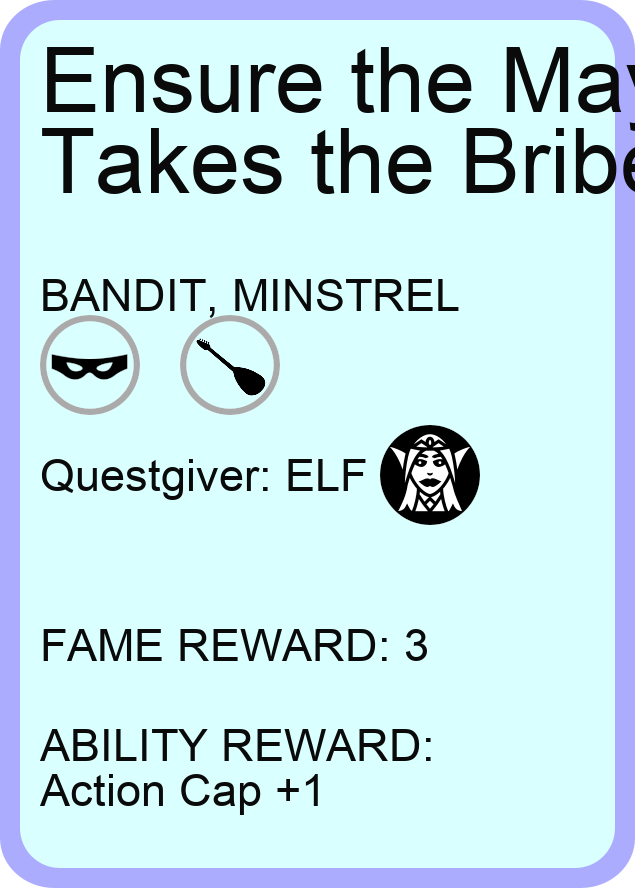 Ensure the May
Takes the Bribe
BANDIT, MINSTREL
Questgiver: ELF
FAME REWARD: 3
ABILITY REWARD:
Action Cap +1